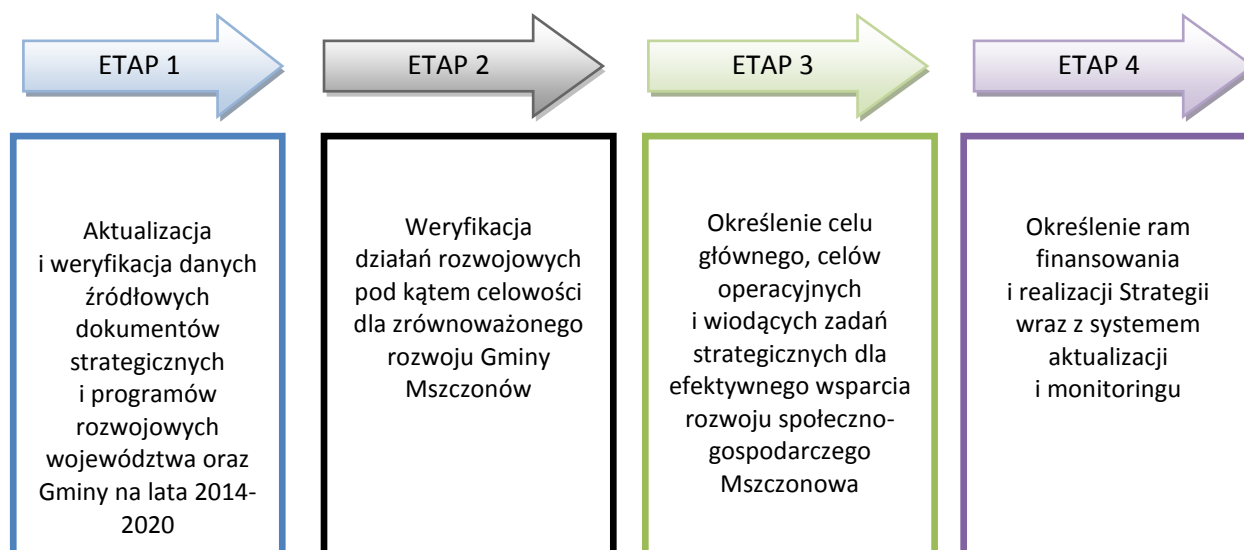 ETAP 1
Aktualizacja
i weryfikacja danych
źródłowych
dokumentów
strategicznych
i programów
rozwojowych
województwa oraz
Gminy na lata 2014-
2020
ETAP 2
Weryfikacja
działań rozwojowych
pod kątem celowości
dla zrównoważonego
rozwoju Gminy
Mszczonów
ETAP 3
Określenie celu
głównego, celów
operacyjnych
i wiodących zadań
strategicznych dla
efektywnego wsparcia
rozwoju społeczno-
gospodarczego
Mszczonowa
ETAP 4
Określenie ram
finansowania
i realizacji Strategii
wraz z systemem
aktualizacji
i monitoringu